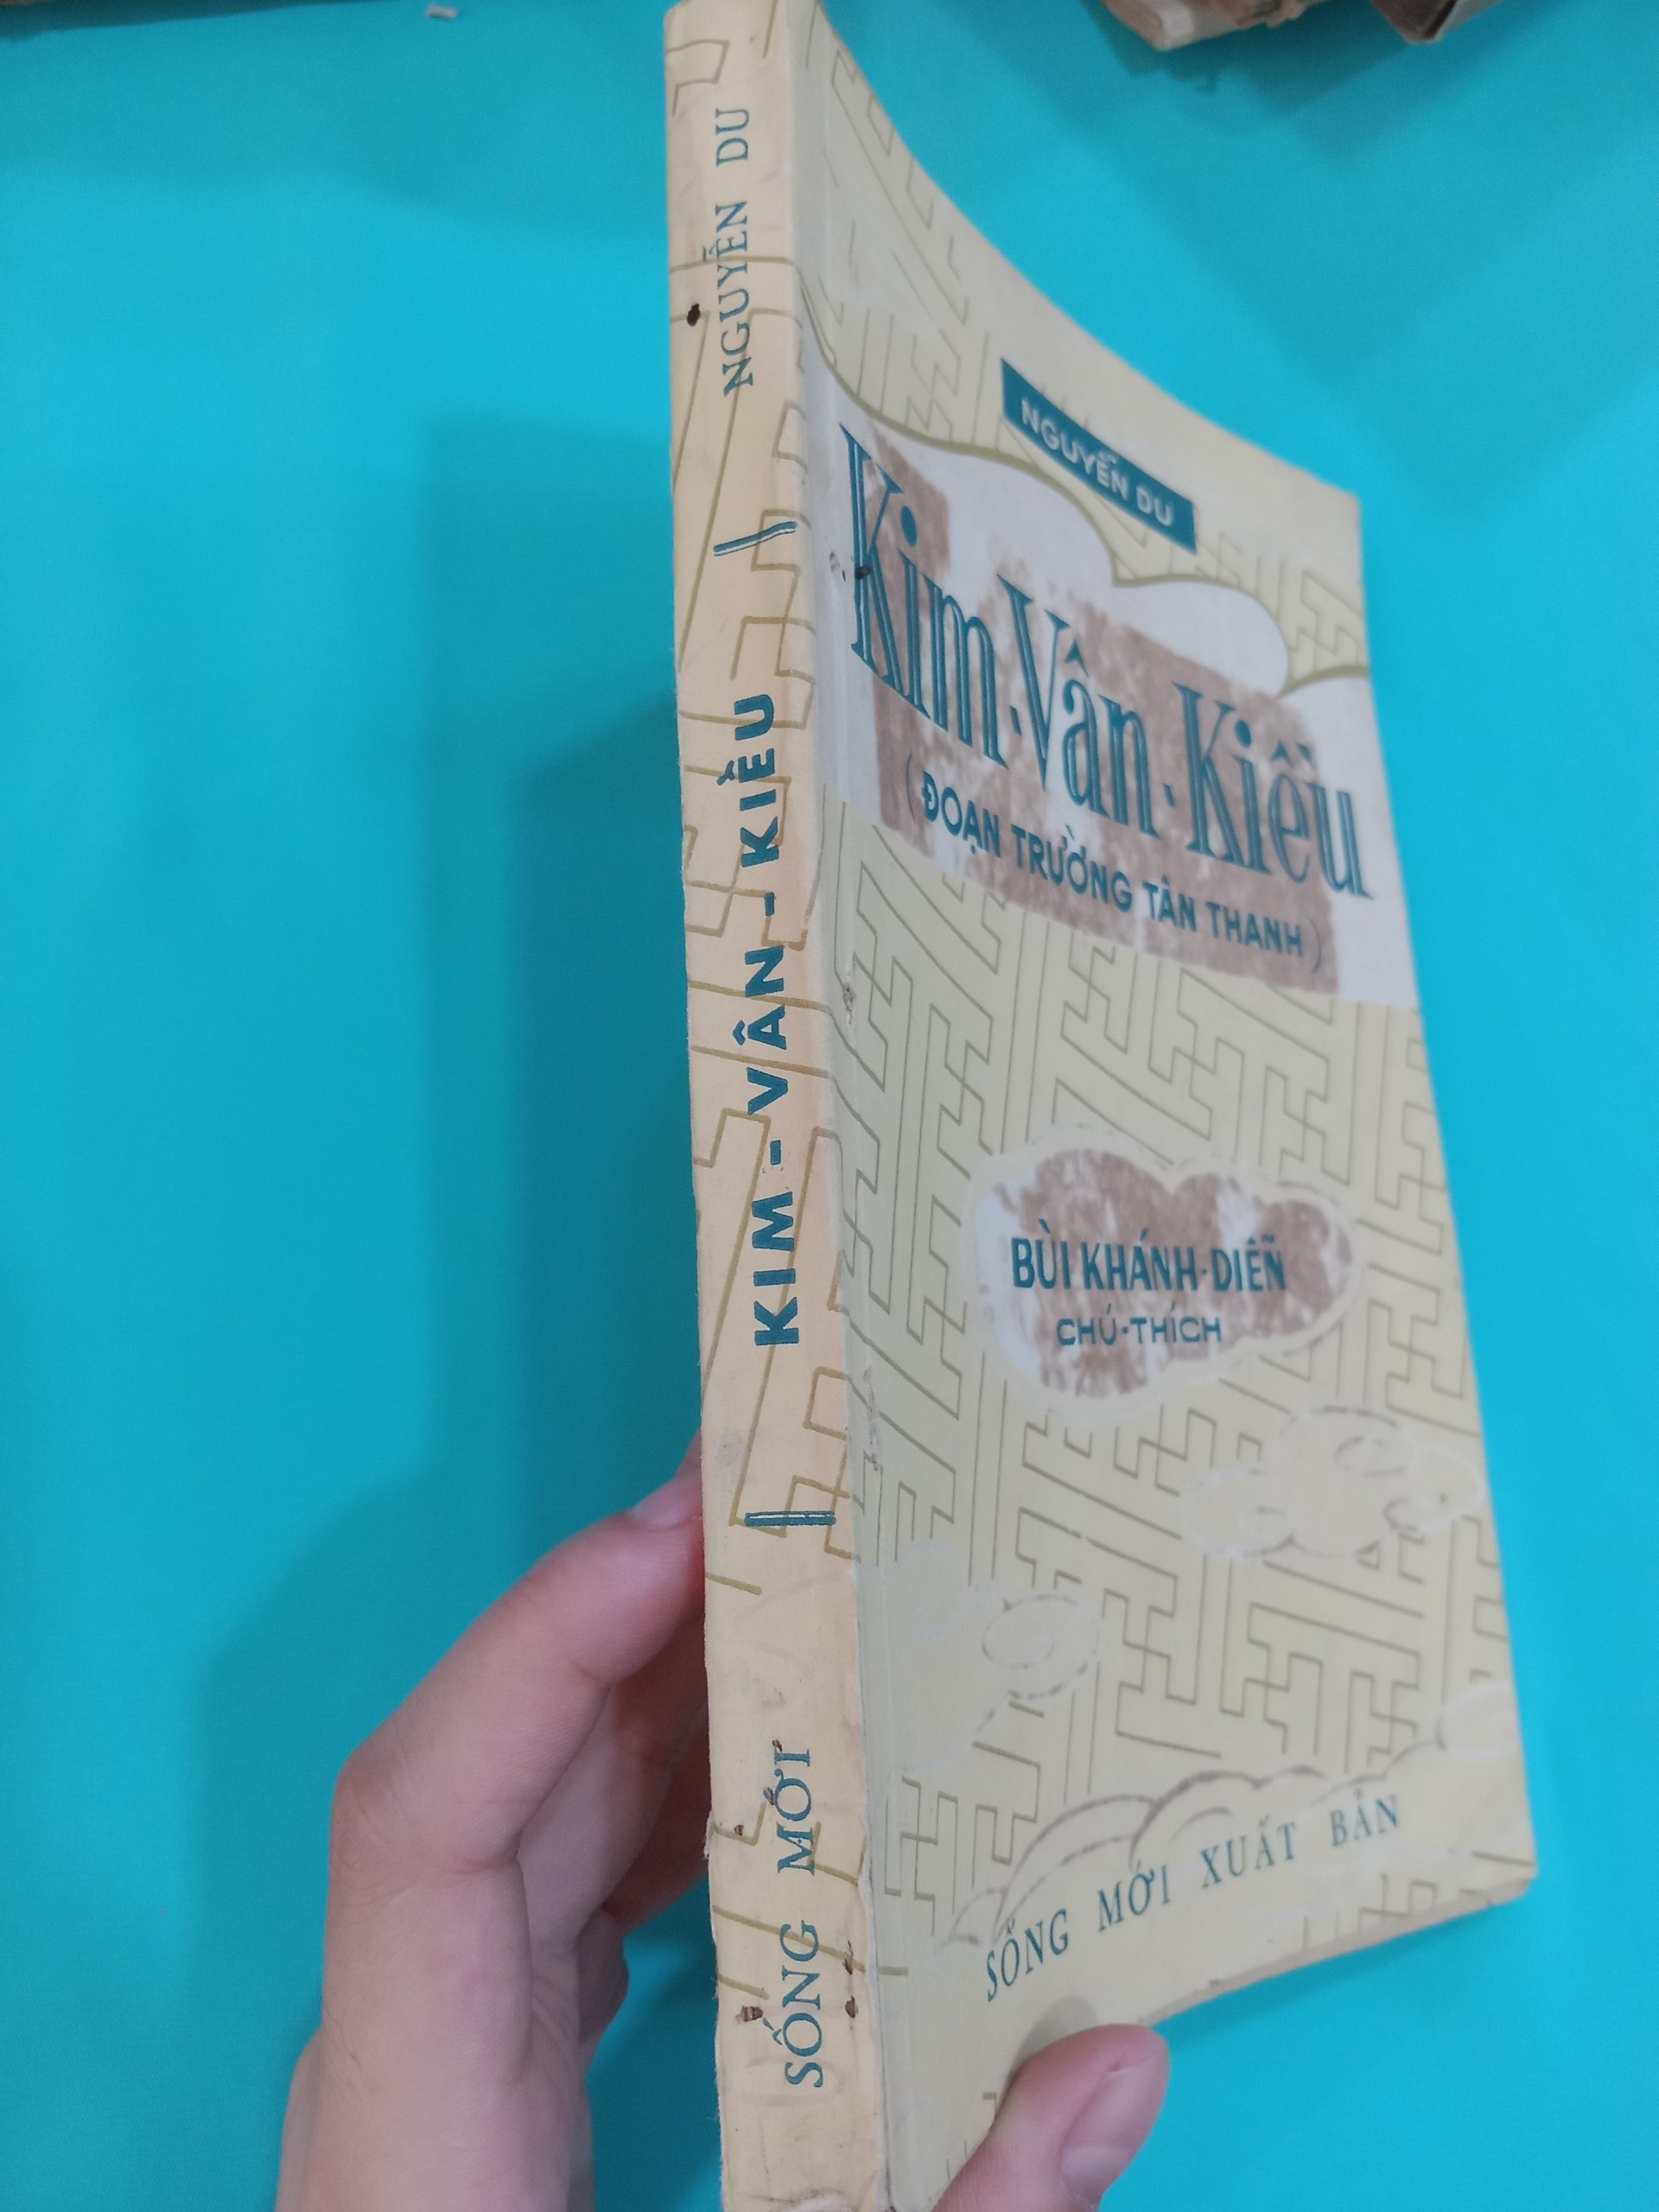 NGUYỄN DU
KIM-VÂN-KIỀU
SỐNG MỚI
NGUYỄN DU
Kim-Vân-Kiều
(ĐOẠN TRƯỜNG TÂN THANH)
BÙI KHÁNH-DIỄN
CHÚ-THÍCH
SỐNG MỚI XUẤT BẢN